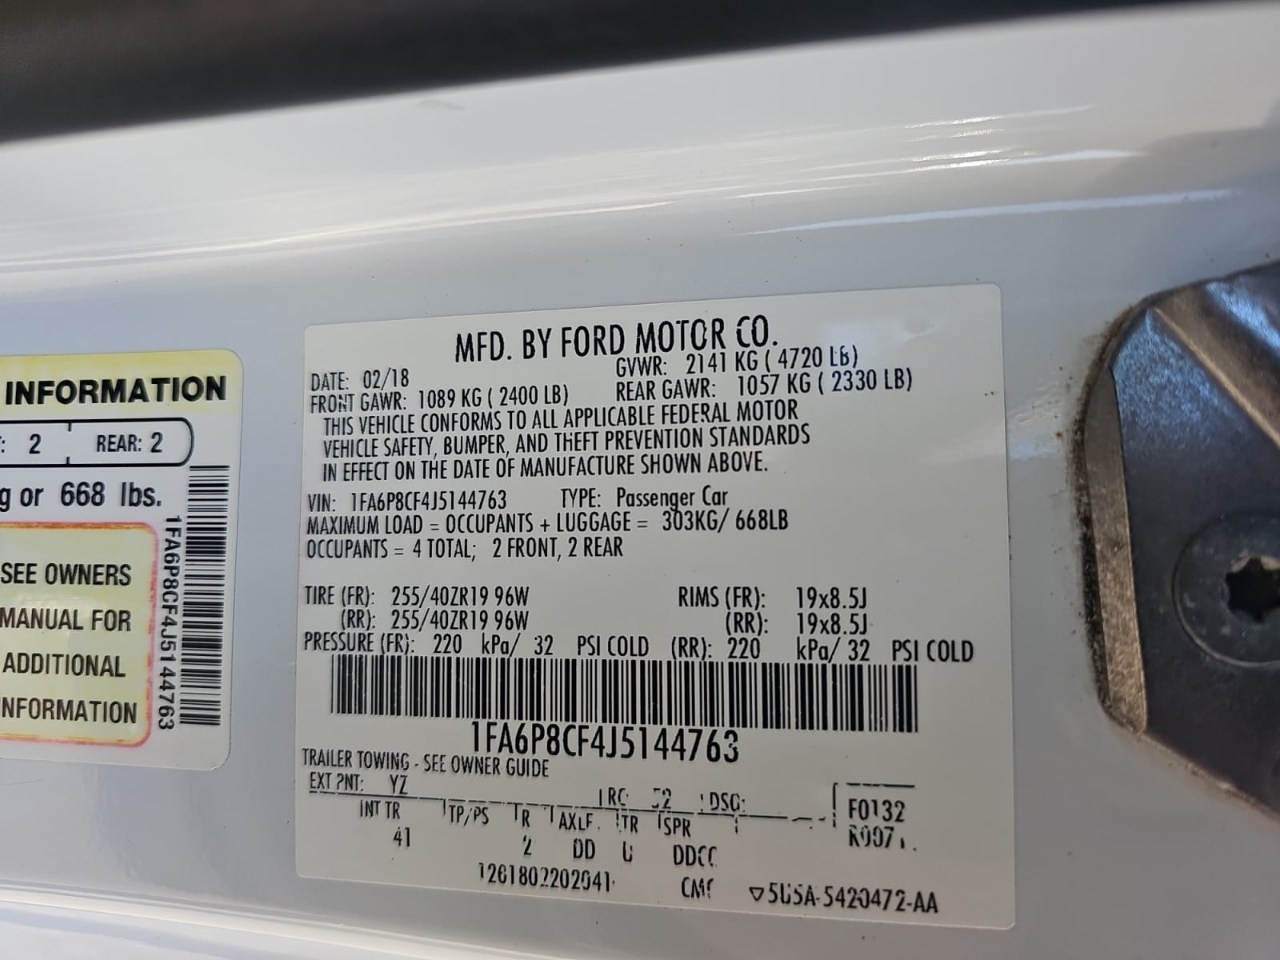 INFORMATION
: 2 REAR: 2
g or 668 lbs.
SEE OWNERS
MANUAL FOR
ADDITIONAL
NFORMATION
1FA6P8CF4J5144763
MFD. BY FORD MOTOR CO.
DATE: 02/18 GVWR: 2141 KG ( 4720 LB)
FRONT GAWR: 1089 KG ( 2400 LB) REAR GAWR: 1057 KG ( 2330 LB)
THIS VEHICLE CONFORMS TO ALL APPLICABLE FEDERAL MOTOR
VEHICLE SAFETY, BUMPER, AND THEFT PREVENTION STANDARDS
IN EFFECT ON THE DATE OF MANUFACTURE SHOWN ABOVE.
VIN: 1FA6P8CF4J5144763 TYPE: Passenger Car
MAXIMUM LOAD = OCCUPANTS + LUGGAGE = 303KG/ 668LB
OCCUPANTS = 4 TOTAL; 2 FRONT, 2 REAR
TIRE (FR): 255/40ZR19 96W RIMS (FR): 19x8.5J
(RR): 255/40ZR19 96W (RR): 19x8.5J
PRESSURE (FR): 220 kPa/ 32 PSI COLD (RR): 220 kPa/ 32 PSI COLD
1FA6P8CF4J5144763
TRAILER TOWING - SEE OWNER GUIDE
EXT PNT: YZ RC: 52 DSO: F0132
INT TR TP/PS R AXLE TR SPR
41 2 DD U